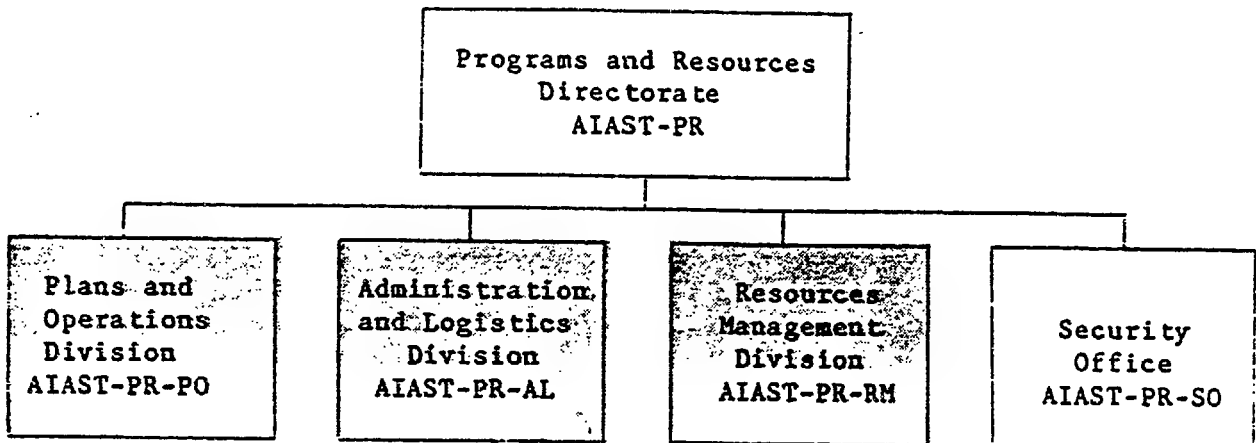 Programs and Resources
Directorate
AIAST-PR
Plans and
Operations
Division
AIAST-PR-PO
Administration
and Logistics
Division
AIAST-PR-AL
Resources
Management
Division
AIAST-PR-RM
Security
Office
AIAST-PR-SO